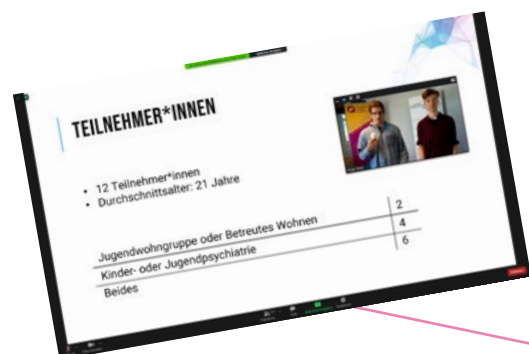 TEILNEHMER*INNEN
• 12 Teilnehmer*innen
• Durchschnittsalter: 21 Jahre
Jugendwohngruppe oder Betreutes Wohnen 2
Kinder- oder Jugendpsychiatrie 4
Beides 6